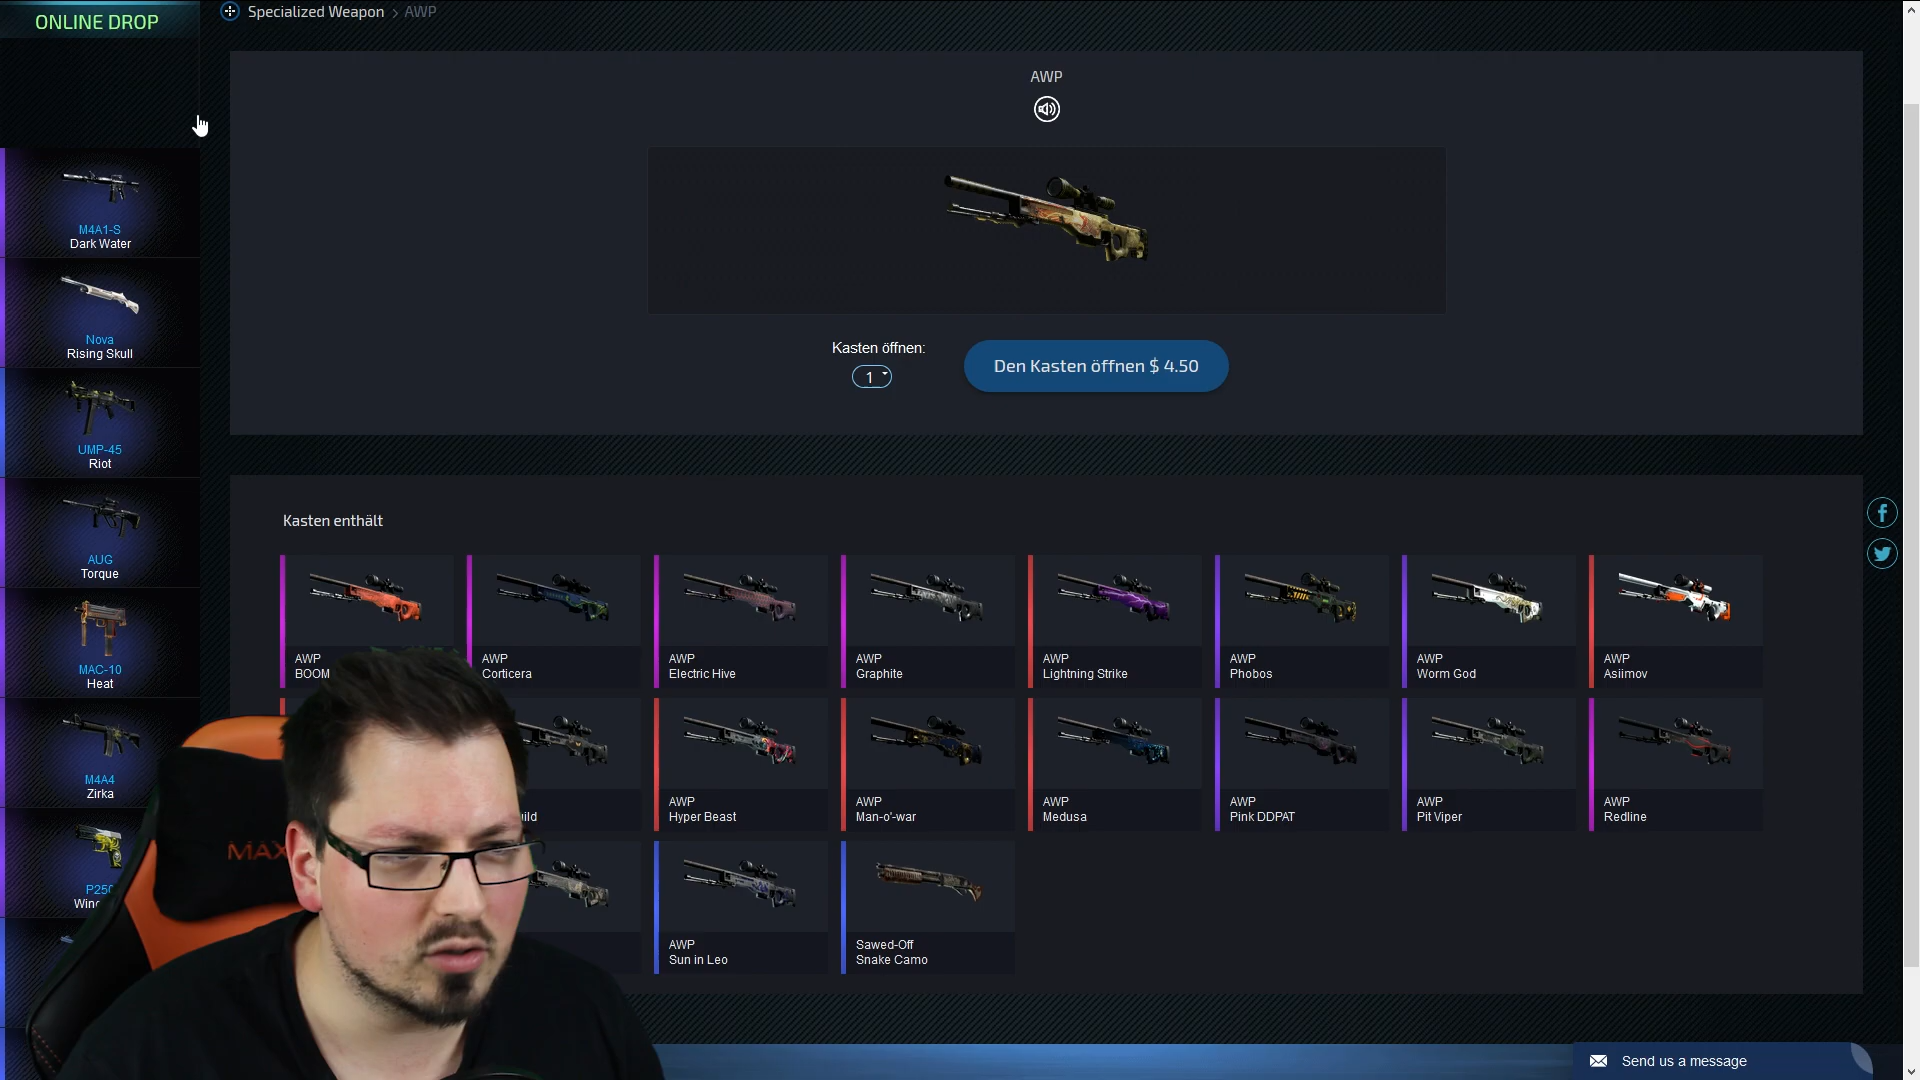 ONLINE DROP
Specialized Weapon > AWP
AWP
M4A1-S
Dark Water
Nova
Rising Skull
UMP-45
Riot
AUG
Torque
MAC-10
Heat
M4A4
Zirka
P250
Wing
Kasten öffnen:
1
Den Kasten öffnen $ 4.50
Kasten enthält
AWP
BOOM
AWP
Corticera
AWP
Electric Hive
AWP
Graphite
AWP
Lightning Strike
AWP
Phobos
AWP
Worm God
AWP
Asiimov
ild
AWP
Hyper Beast
AWP
Man-o'-war
AWP
Medusa
AWP
Pink DDPAT
AWP
Pit Viper
AWP
Redline
AWP
Sun in Leo
Sawed-Off
Snake Camo
MAX
Send us a message